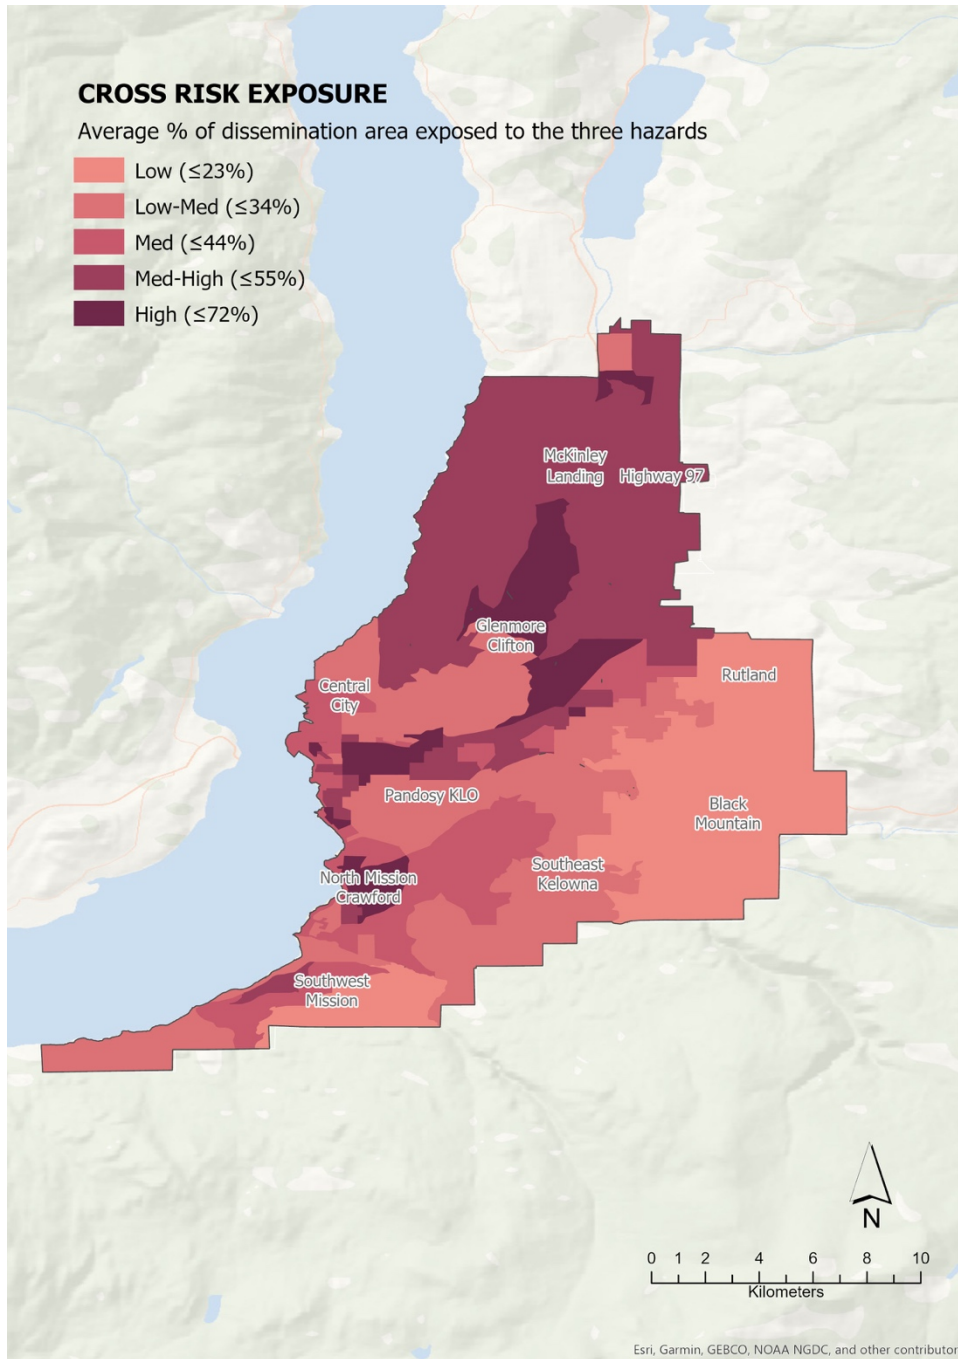 CROSS RISK EXPOSURE
Average % of dissemination area exposed to the three hazards
Low (≤23%)
Low-Med (≤34%)
Med (≤44%)
Med-High (≤55%)
High (≤72%)
McKinley
Landing
Highway 97
Glenmore
Clifton
Central
City
Rutland
Pandosy KLO
Black
Mountain
Southeast
Kelowna
North Mission
Crawford
Southwest
Mission
N
0 1 2 4 6 8 10
Kilometers
Esri, Garmin, GEBCO, NOAA NGDC, and other contributor